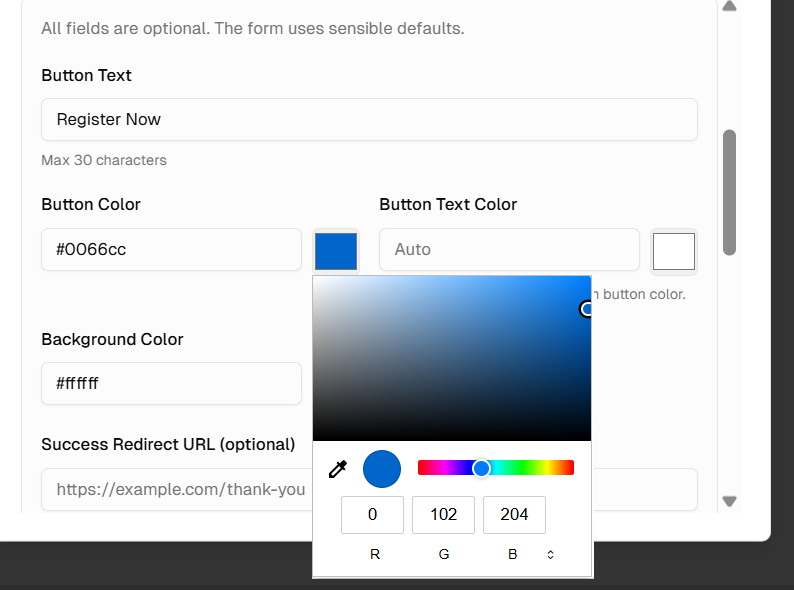 All fields are optional. The form uses sensible defaults.
Button Text
Register Now
Max 30 characters
Button Color
Button Text Color
#0066cc
Auto
button color.
Background Color
#ffffff
Success Redirect URL (optional)
https://example.com/thank-you
0
102
204
R
G
B